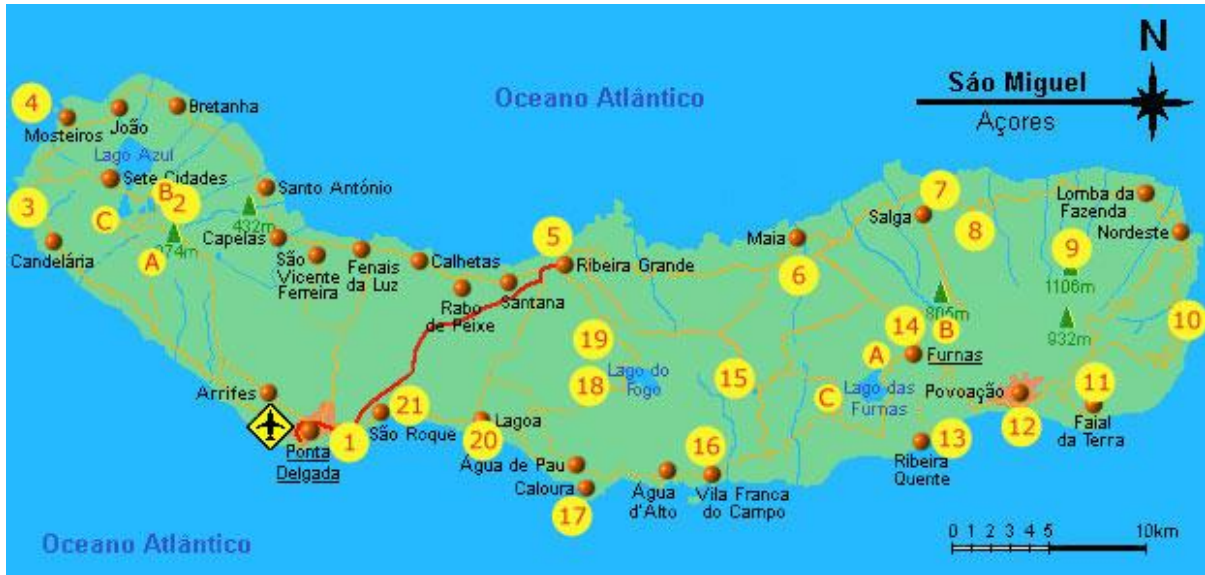 N
São Miguel
Açores
Oceano Atlântico
4
Mosteiros
João
Bretanha
Lago Azul
Sete Cidades
B
2
3
C
Santo António
432m
Candelária
A
874m
Capelas
São
Vicente
Ferreira
Fenais
da Luz
Calhetas
Rabo
de Peixe
Santana
5
Ribeira Grande
Maia
6
7
Salga
8
9
1106m
Lomba da
Fazenda
Nordeste
805m
932m
10
14
B
Furnas
A
C
Lago das
Furnas
Povoação
12
11
Faial
da Terra
13
Ribeira
Quente
19
18
Lago do
Fogo
15
16
Vila Franca
do Campo
Água
d'Alto
Água de Pau
Caloura
17
Lagoa
20
21
São Roque
1
Arrifes
Ponta
Delgada
Oceano Atlântico
0 1 2 3 4 5 10km